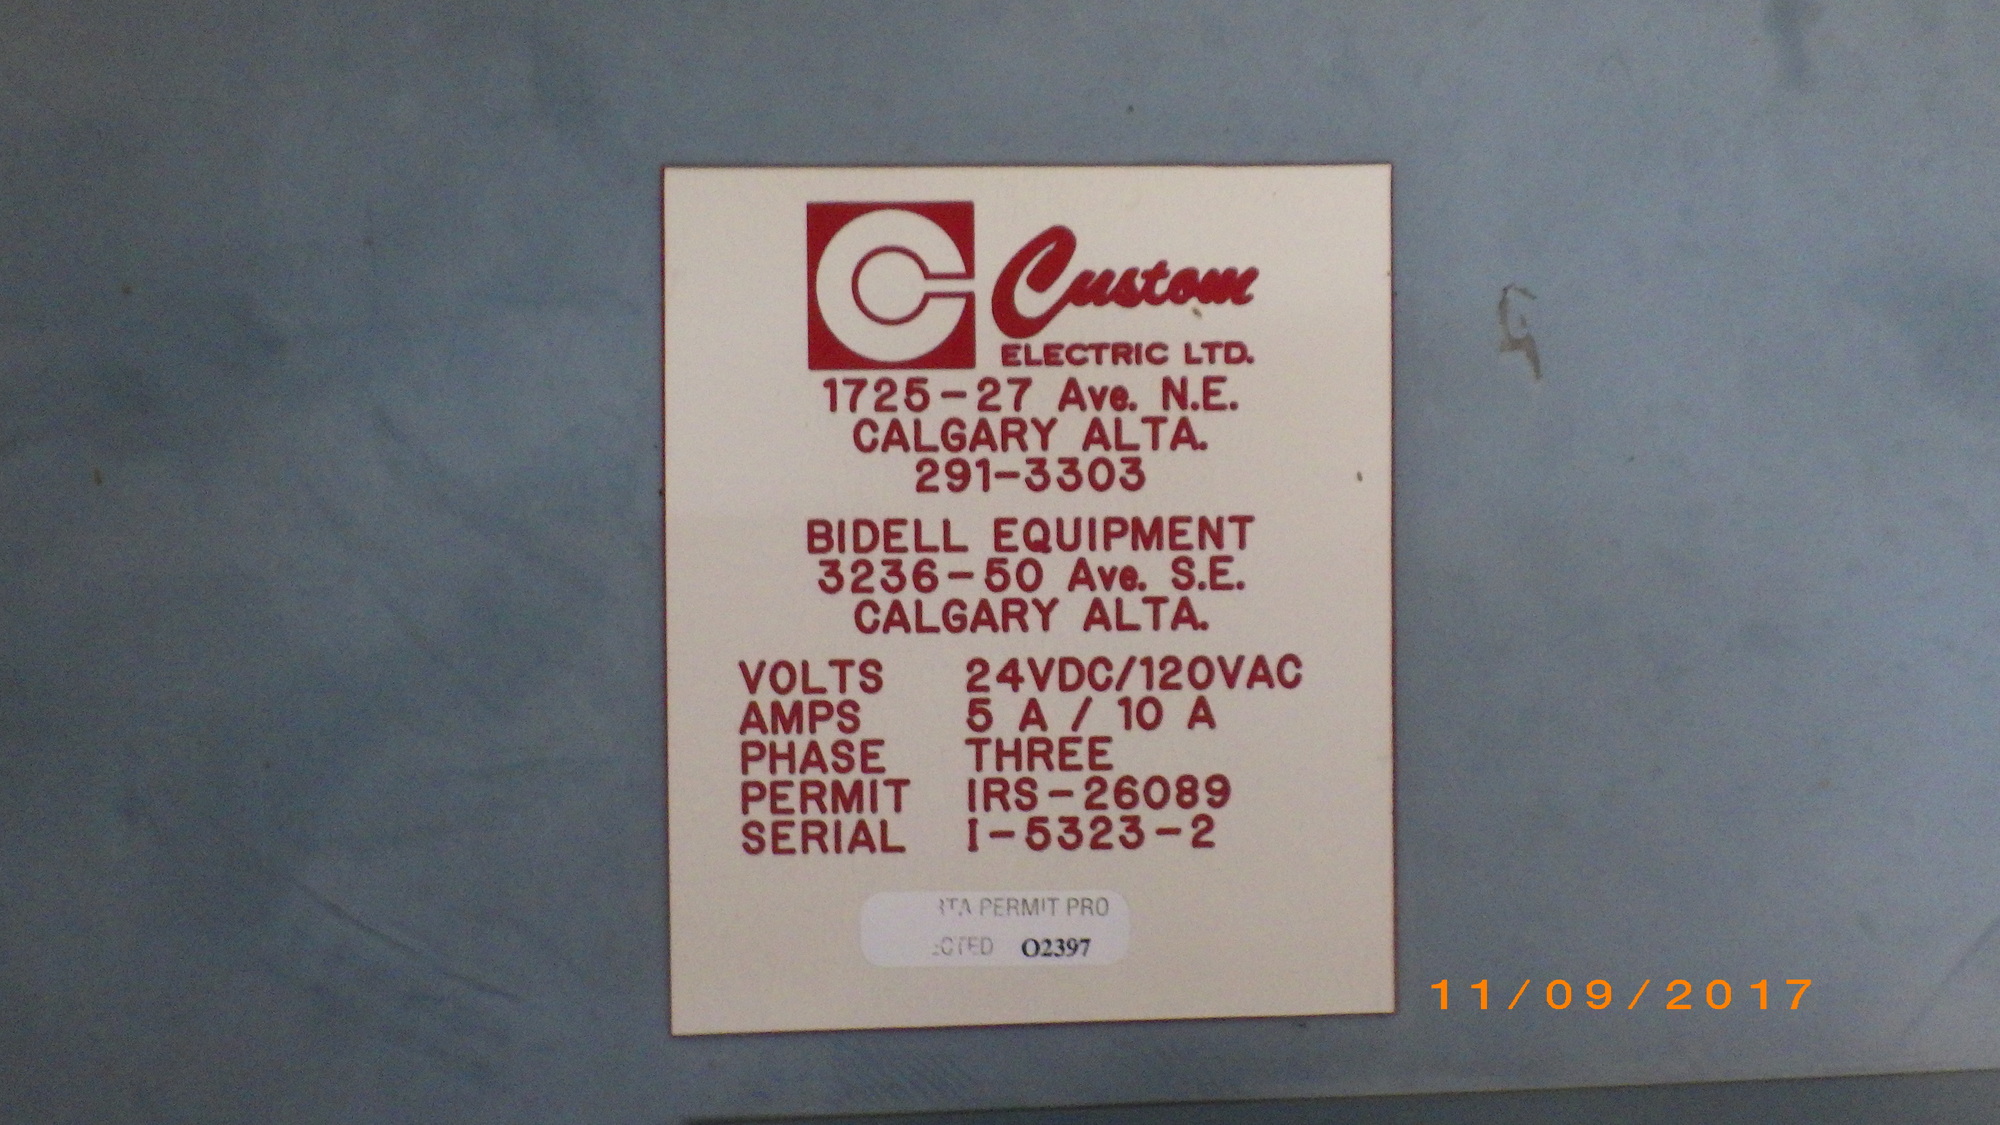 Custom
ELECTRIC LTD.
1725-27 Ave. N.E.
CALGARY ALTA.
291-3303
BIDELL EQUIPMENT
3236-50 Ave. S.E.
CALGARY ALTA.
VOLTS 24VDC/120VAC
AMPS 5 A / 10 A
PHASE THREE
PERMIT IRS-26089
SERIAL I-5323-2
PERMIT PRO
O2397
11/09/2017